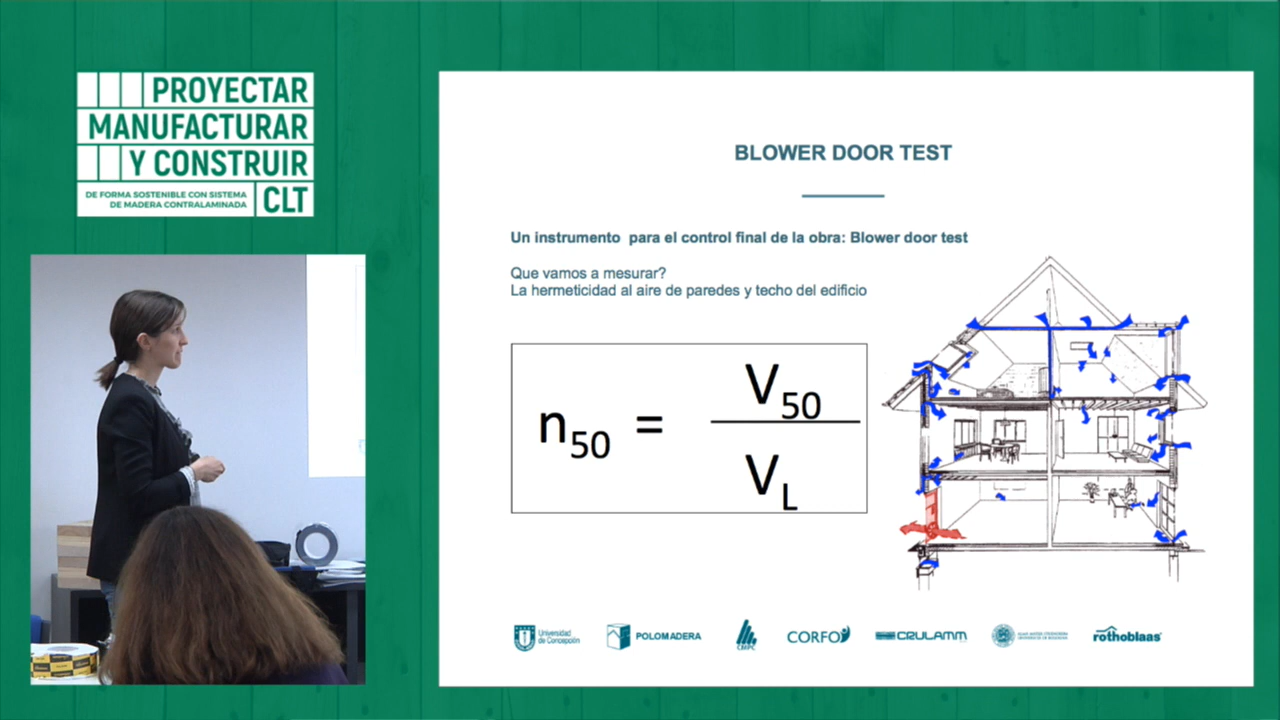 PROYECTAR
MANUFACTURAR
Y CONSTRUIR
DE FORMA SOSTENIBLE CON SISTEMA
DE MADERA CONTRALAMINADA
CLT
BLOWER DOOR TEST
Un instrumento para el control final de la obra: Blower door test
Que vamos a mesurar?
La hermeticidad al aire de paredes y techo del edificio
n50 = V50
VL
Universidad
de Concepción
POLOMADERA
CMPC
CORFO
CRULAMM
rothoblaas